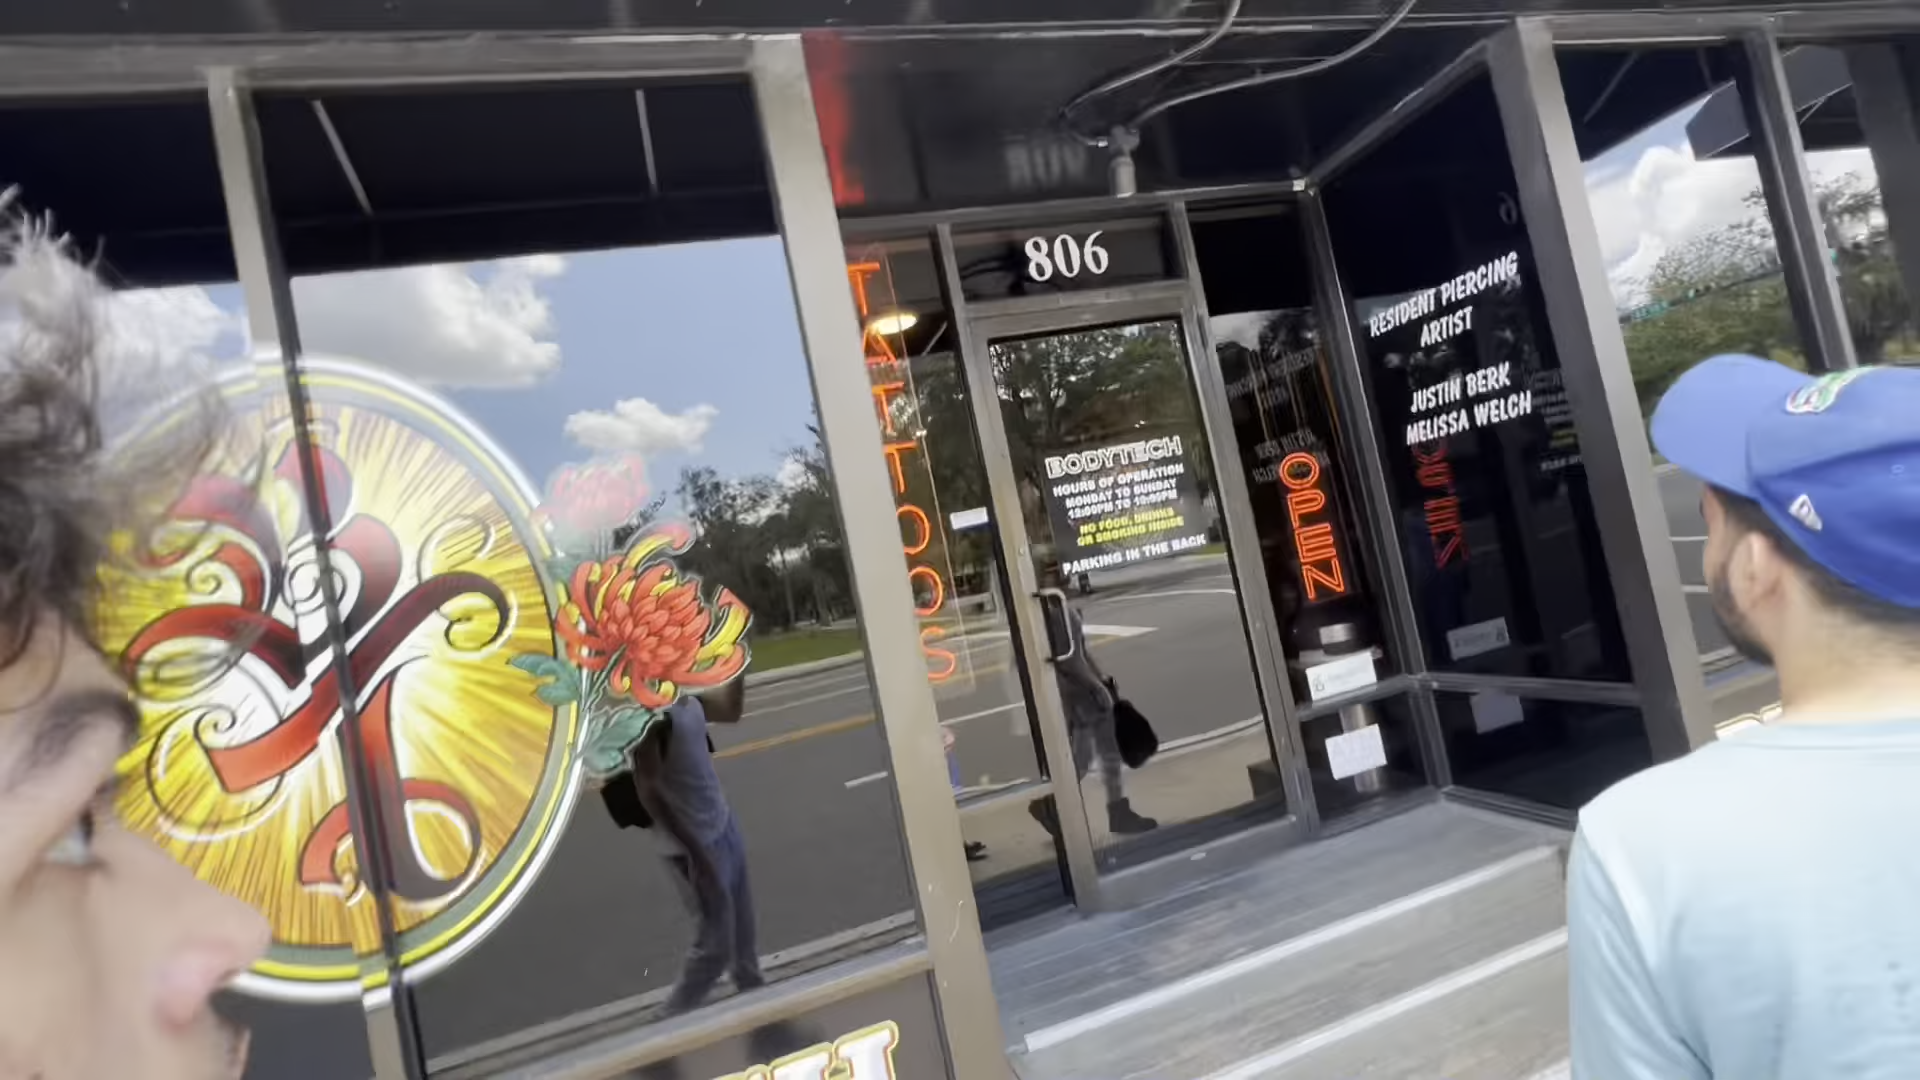 806
TATTOOS
BODYTECH
HOURS OF OPERATION
MONDAY TO SUNDAY
12:00PM TO 10:00PM
NO FOOD, DRINKS
OR SMOKING INSIDE
PARKING IN THE BACK
OPEN
RESIDENT PIERCING
ARTIST
JUSTIN BERK
MELISSA WELCH